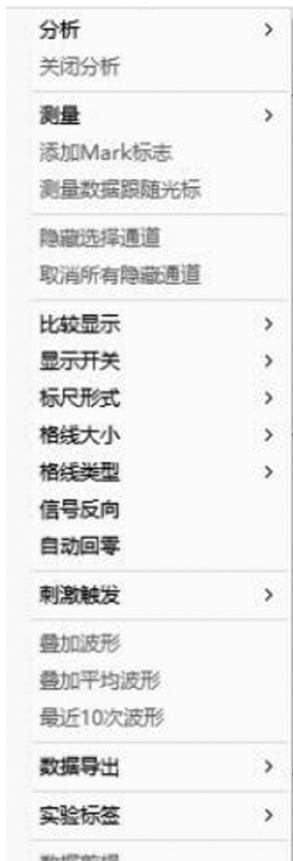 分析
关闭分析
测量
添加Mark标志
测量数据跟随光标
隐藏选择通道
取消所有隐藏通道
比较显示
显示开关
标尺形式
格线大小
格线类型
信号反向
自动回零
刺激触发
叠加波形
叠加平均波形
最近10次波形
数据导出
实验标签